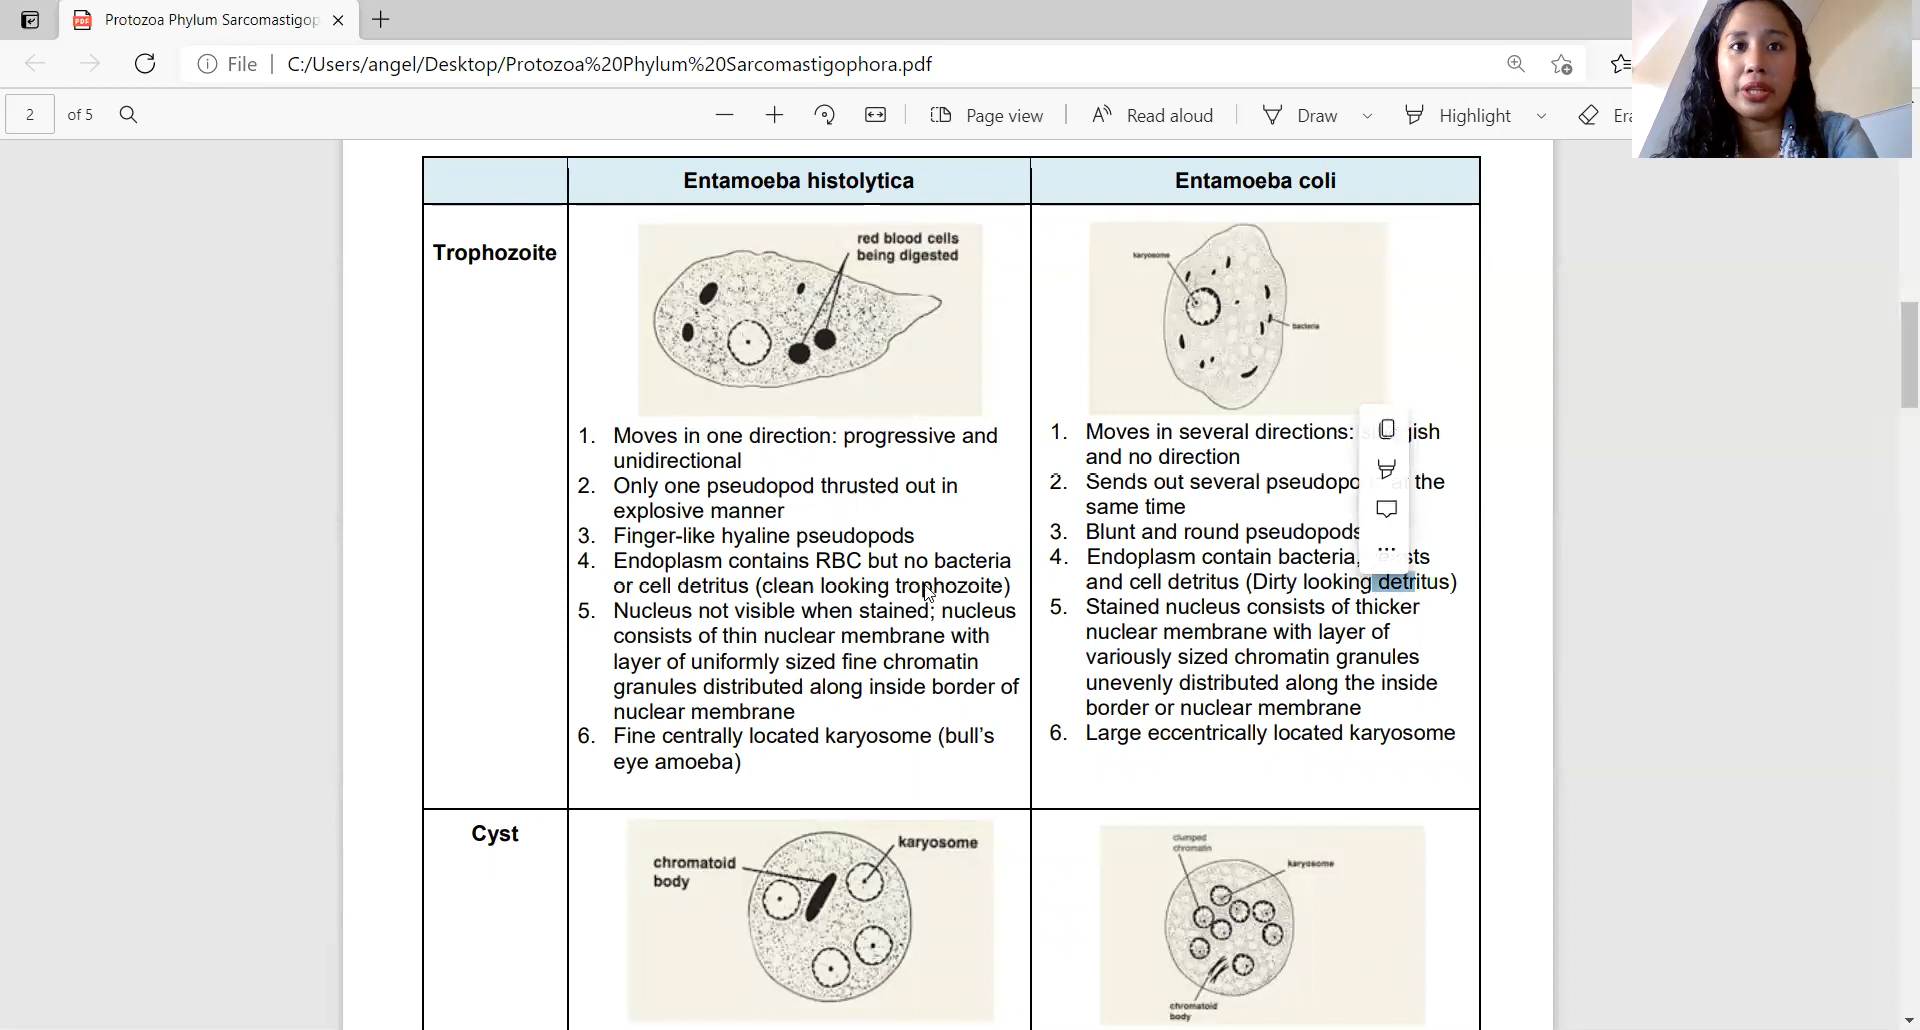 Protozoa Phylum Sarcomastigop
File
C:/Users/angel/Desktop/Protozoa%20Phylum%20Sarcomastigophora.pdf
2
of 5
Page view
Read aloud
Draw
Highlight
Era
Entamoeba histolytica
Entamoeba coli
Trophozoite
red blood cells
being digested
karyosome
bacteria
1. Moves in one direction: progressive and
unidirectional
2. Only one pseudopod thrusted out in
explosive manner
3. Finger-like hyaline pseudopods
4. Endoplasm contains RBC but no bacteria
or cell detritus (clean looking trophozoite)
5. Nucleus not visible when stained; nucleus
consists of thin nuclear membrane with
layer of uniformly sized fine chromatin
granules distributed along inside border of
nuclear membrane
6. Fine centrally located karyosome (bull's
eye amoeba)
1. Moves in several directions:
and no direction
2. Sends out several the
same time
3. Blunt and round pseudopods
4. Endoplasm contain bacteria,
and cell detritus (Dirty looking detritus)
5. Stained nucleus consists of thicker
nuclear membrane with layer of
variously sized chromatin granules
unevenly distributed along the inside
border or nuclear membrane
6. Large eccentrically located karyosome
Cyst
chromatoid
body
karyosome
clumped
chromatin
karyosome
chromatoid
body